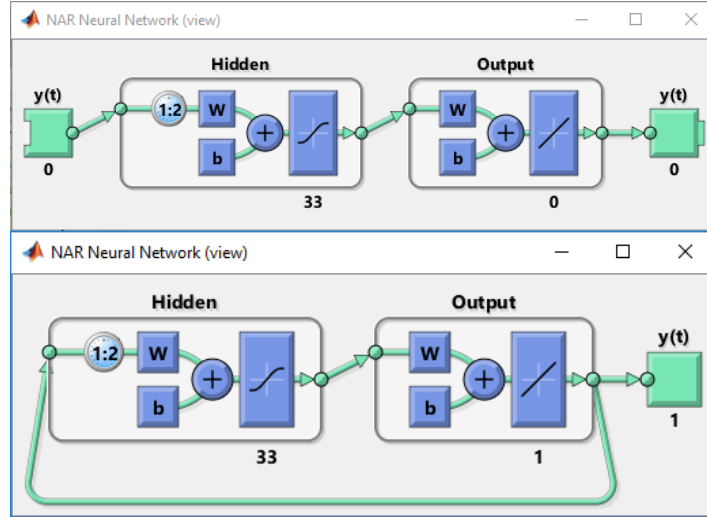 NAR Neural Network (view)
Hidden
Output
y(t)
y(t)
1:2
W
b
W
b
0
33
0
0
NAR Neural Network (view)
Hidden
Output
y(t)
1:2
W
b
W
b
33
1
1